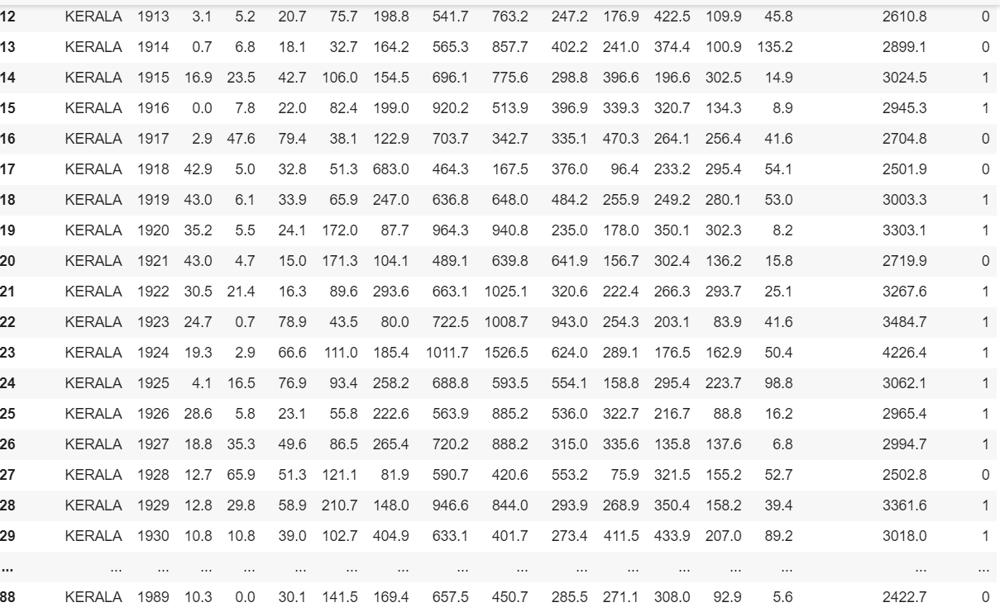 12 KERALA 1913 3.1 5.2 20.7 75.7 198.8 541.7 763.2 247.2 176.9 422.5 109.9 45.8 2610.8 0
13 KERALA 1914 0.7 6.8 18.1 32.7 164.2 565.3 857.7 402.2 241.0 374.4 100.9 135.2 2899.1 0
14 KERALA 1915 16.9 23.5 42.7 106.0 154.5 696.1 775.6 298.8 396.6 196.6 302.5 14.9 3024.5 1
15 KERALA 1916 0.0 7.8 22.0 82.4 199.0 920.2 513.9 396.9 339.3 320.7 134.3 8.9 2945.3 1
16 KERALA 1917 2.9 47.6 79.4 38.1 122.9 703.7 342.7 335.1 470.3 264.1 256.4 41.6 2704.8 0
17 KERALA 1918 42.9 5.0 32.8 51.3 683.0 464.3 167.5 376.0 96.4 233.2 295.4 54.1 2501.9 0
18 KERALA 1919 43.0 6.1 33.9 65.9 247.0 636.8 648.0 484.2 255.9 249.2 280.1 53.0 3003.3 1
19 KERALA 1920 35.2 5.5 24.1 172.0 87.7 964.3 940.8 235.0 178.0 350.1 302.3 8.2 3303.1 1
20 KERALA 1921 43.0 4.7 15.0 171.3 104.1 489.1 639.8 641.9 156.7 302.4 136.2 15.8 2719.9 0
21 KERALA 1922 30.5 21.4 16.3 89.6 293.6 663.1 1025.1 320.6 222.4 266.3 293.7 25.1 3267.6 1
22 KERALA 1923 24.7 0.7 78.9 43.5 80.0 722.5 1008.7 943.0 254.3 203.1 83.9 41.6 3484.7 1
23 KERALA 1924 19.3 2.9 66.6 111.0 185.4 1011.7 1526.5 624.0 289.1 176.5 162.9 50.4 4226.4 1
24 KERALA 1925 4.1 16.5 76.9 93.4 258.2 688.8 593.5 554.1 158.8 295.4 223.7 98.8 3062.1 1
25 KERALA 1926 28.6 5.8 23.1 55.8 222.6 563.9 885.2 536.0 322.7 216.7 88.8 16.2 2965.4 1
26 KERALA 1927 18.8 35.3 49.6 86.5 265.4 720.2 888.2 315.0 335.6 135.8 137.6 6.8 2994.7 1
27 KERALA 1928 12.7 65.9 51.3 121.1 81.9 590.7 420.6 553.2 75.9 321.5 155.2 52.7 2502.8 0
28 KERALA 1929 12.8 29.8 58.9 210.7 148.0 946.6 844.0 293.9 268.9 350.4 158.2 39.4 3361.6 1
29 KERALA 1930 10.8 10.8 39.0 102.7 404.9 633.1 401.7 273.4 411.5 433.9 207.0 89.2 3018.0 1
... ... ... ... ... ... ... ... ... ... ... ... ... ... ... ... ...
88 KERALA 1989 10.3 0.0 30.1 141.5 169.4 657.5 450.7 285.5 271.1 308.0 92.9 5.6 2422.7 0